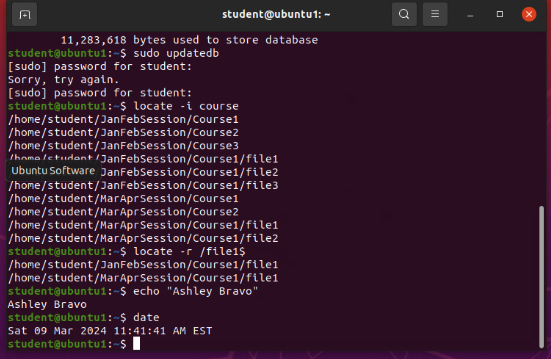 student@ubuntu1: ~
11,283,618 bytes used to store database
student@ubuntu1:~$ sudo updatedb
[sudo] password for student:
Sorry, try again.
[sudo] password for student:
student@ubuntu1:~$ locate -i course
/home/student/JanFebSession/Course1
/home/student/JanFebSession/Course2
/home/student/JanFebSession/Course3
/home/student/JanFebSession/Course1/file1
Ubuntu Software
JanFebSession/Course1/file2
/home/student/JanFebSession/Course1/file3
/home/student/MarAprSession/Course1
/home/student/MarAprSession/Course2
/home/student/MarAprSession/Course1/file1
/home/student/MarAprSession/Course1/file2
student@ubuntu1:~$ locate -r /file1$
/home/student/JanFebSession/Course1/file1
/home/student/MarAprSession/Course1/file1
student@ubuntu1:~$ echo "Ashley Bravo"
Ashley Bravo
student@ubuntu1:~$ date
Sat 09 Mar 2024 11:41:41 AM EST
student@ubuntu1:~$